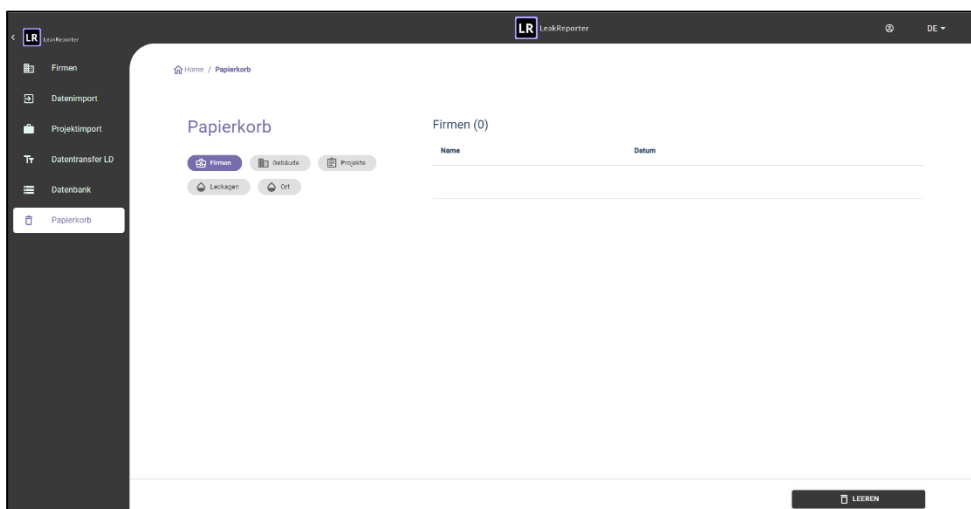 LR LeakReporter
DE
LR LeakReporter
Firmen
Datenimport
Projektimport
Datentransfer LD
Datenbank
Papierkorb
Home / Papierkorb
Papierkorb
Firmen Gebäude Projekte
Leckagen Ort
Firmen (0)
Name Datum
LEEREN